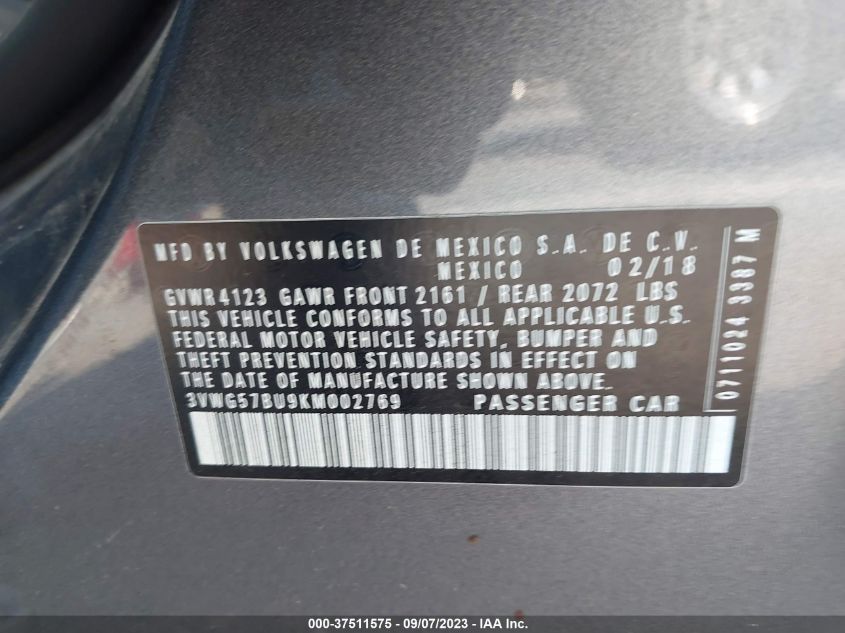 MFD BY VOLKSWAGEN DE MEXICO S.A. DE C.V.
MEXICO 02/18
GVWR 4123 GAWR FRONT 2161 / REAR 2072 LBS
THIS VEHICLE CONFORMS TO ALL APPLICABLE U.S.
FEDERAL MOTOR VEHICLE SAFETY, BUMPER AND
THEFT PREVENTION STANDARDS IN EFFECT ON
THE DATE OF MANUFACTURE SHOWN ABOVE.
3VWG57BU9KM002769 PASSENGER CAR
0711024 3387 M
000-37511575 - 09/07/2023 - IAA Inc.